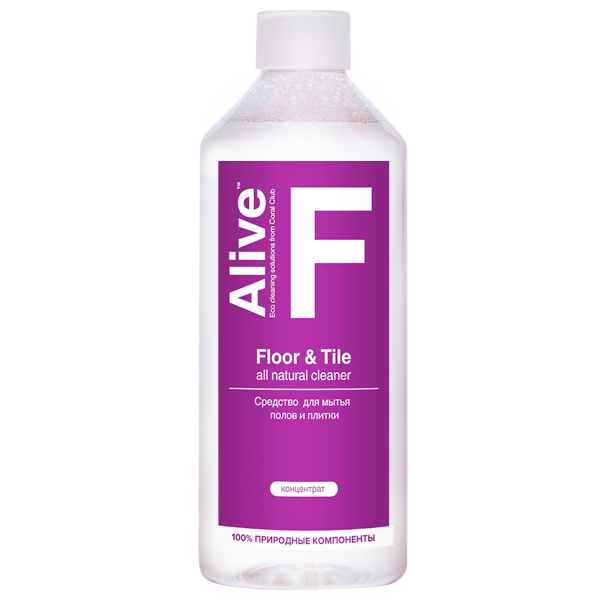 Alive™
Eco cleaning solutions from Coral Club
F
Floor & Tile
all natural cleaner
Средство для мытья
полов и плитки
концентрат
100% ПРИРОДНЫЕ КОМПОНЕНТЫ